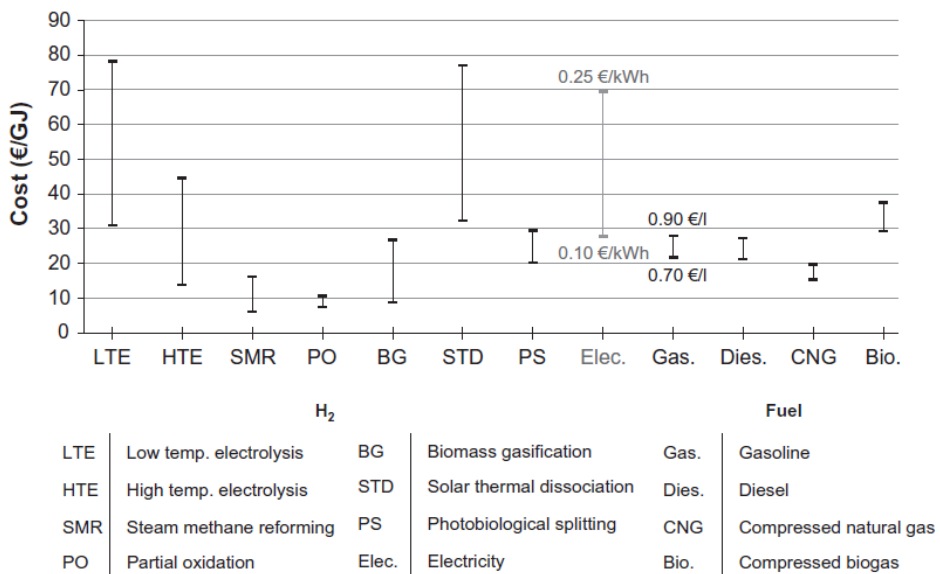 90
80
70
60
50
40
30
20
10
0
Cost (€/GJ)
0.25 €/kWh
0.10 €/kWh
0.90 €/l
0.70 €/l
LTE HTE SMR PO BG STD PS Elec. Gas. Dies. CNG Bio.
H₂ Fuel
LTE Low temp. electrolysis BG Biomass gasification Gas. Gasoline
HTE High temp. electrolysis STD Solar thermal dissociation Dies. Diesel
SMR Steam methane reforming PS Photobiological splitting CNG Compressed natural gas
PO Partial oxidation Elec. Electricity Bio. Compressed biogas